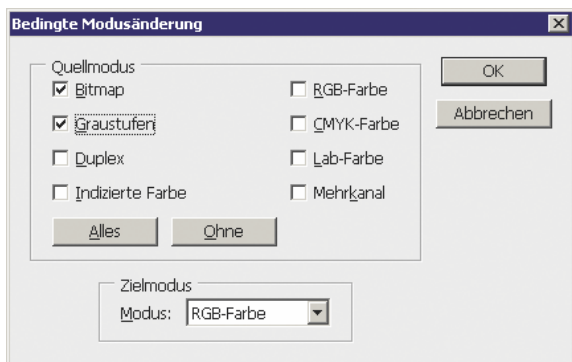 Bedingte Modusänderung
Quellmodus
Bitmap
RGB-Farbe
OK
Graustufen
CMYK-Farbe
Abbrechen
Duplex
Lab-Farbe
Indizierte Farbe
Mehrkanal
Alles
Ohne
Zielmodus
Modus: RGB-Farbe